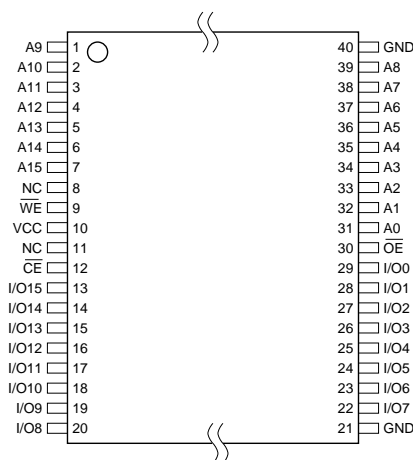 A9 1 40 GND
A10 2 39 A8
A11 3 38 A7
A12 4 37 A6
A13 5 36 A5
A14 6 35 A4
A15 7 34 A3
NC 8 33 A2
W̅E̅ 9 32 A1
VCC 10 31 A0
NC 11 30 O̅E̅
C̅E̅ 12 29 I/O0
I/O15 13 28 I/O1
I/O14 14 27 I/O2
I/O13 15 26 I/O3
I/O12 16 25 I/O4
I/O11 17 24 I/O5
I/O10 18 23 I/O6
I/O9 19 22 I/O7
I/O8 20 21 GND